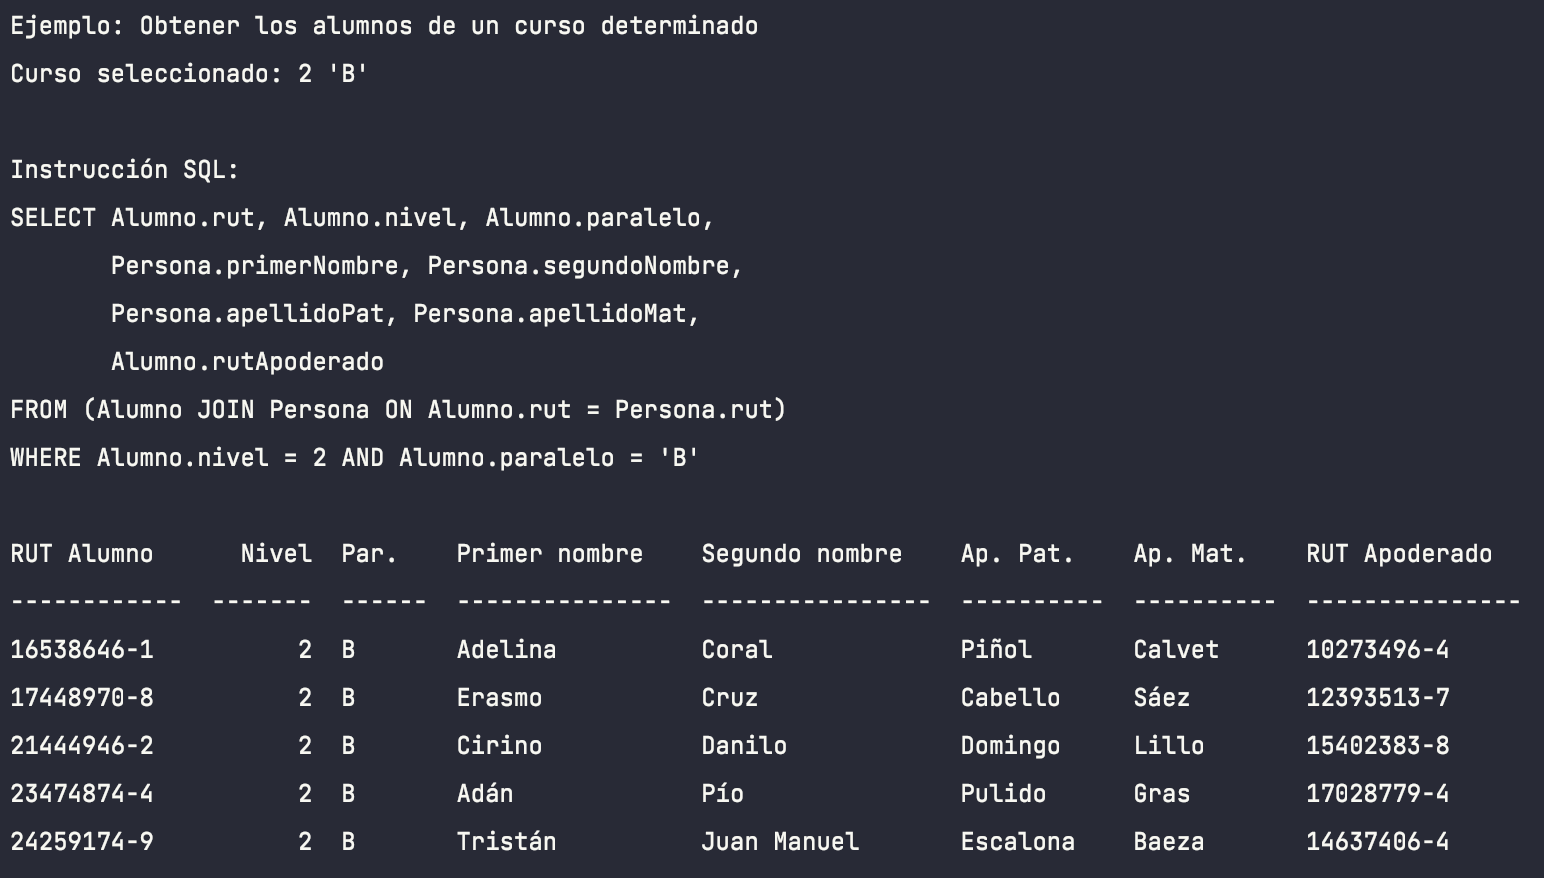 Ejemplo: Obtener los alumnos de un curso determinado
Curso seleccionado: 2 'B'
Instrucción SQL:
SELECT Alumno.rut, Alumno.nivel, Alumno.paralelo,
       Persona.primerNombre, Persona.segundoNombre,
       Persona.apellidoPat, Persona.apellidoMat,
       Alumno.rutApoderado
FROM (Alumno JOIN Persona ON Alumno.rut = Persona.rut)
WHERE Alumno.nivel = 2 AND Alumno.paralelo = 'B'
RUT Alumno      Nivel  Par.    Primer nombre    Segundo nombre    Ap. Pat.    Ap. Mat.    RUT Apoderado
------------  -------  ------  ---------------  ----------------  ----------  ----------  ---------------
16538646-1          2  B       Adelina          Coral             Piñol       Calvet      10273496-4
17448970-8          2  B       Erasmo           Cruz              Cabello     Sáez        12393513-7
21444946-2          2  B       Cirino           Danilo            Domingo     Lillo       15402383-8
23474874-4          2  B       Adán             Pío               Pulido      Gras        17028779-4
24259174-9          2  B       Tristán          Juan Manuel       Escalona    Baeza       14637406-4